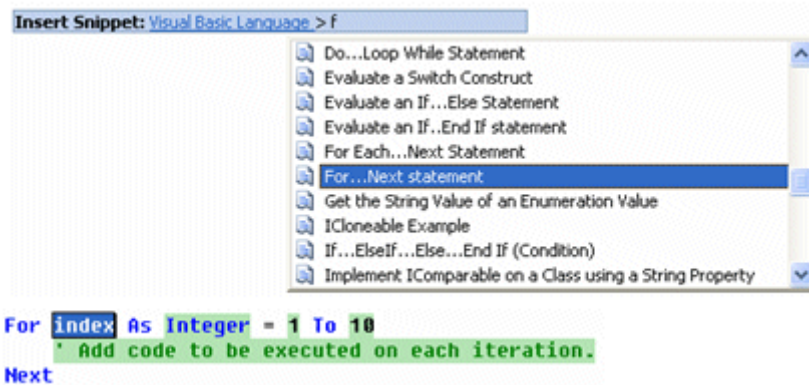 Insert Snippet: Visual Basic Language > f
Do...Loop While Statement
Evaluate a Switch Construct
Evaluate an If...Else Statement
Evaluate an If..End If statement
For Each...Next Statement
For...Next statement
Get the String Value of an Enumeration Value
ICloneable Example
If...ElseIf...Else...End If (Condition)
Implement IComparable on a Class using a String Property
For index As Integer = 1 To 10
' Add code to be executed on each iteration.
Next